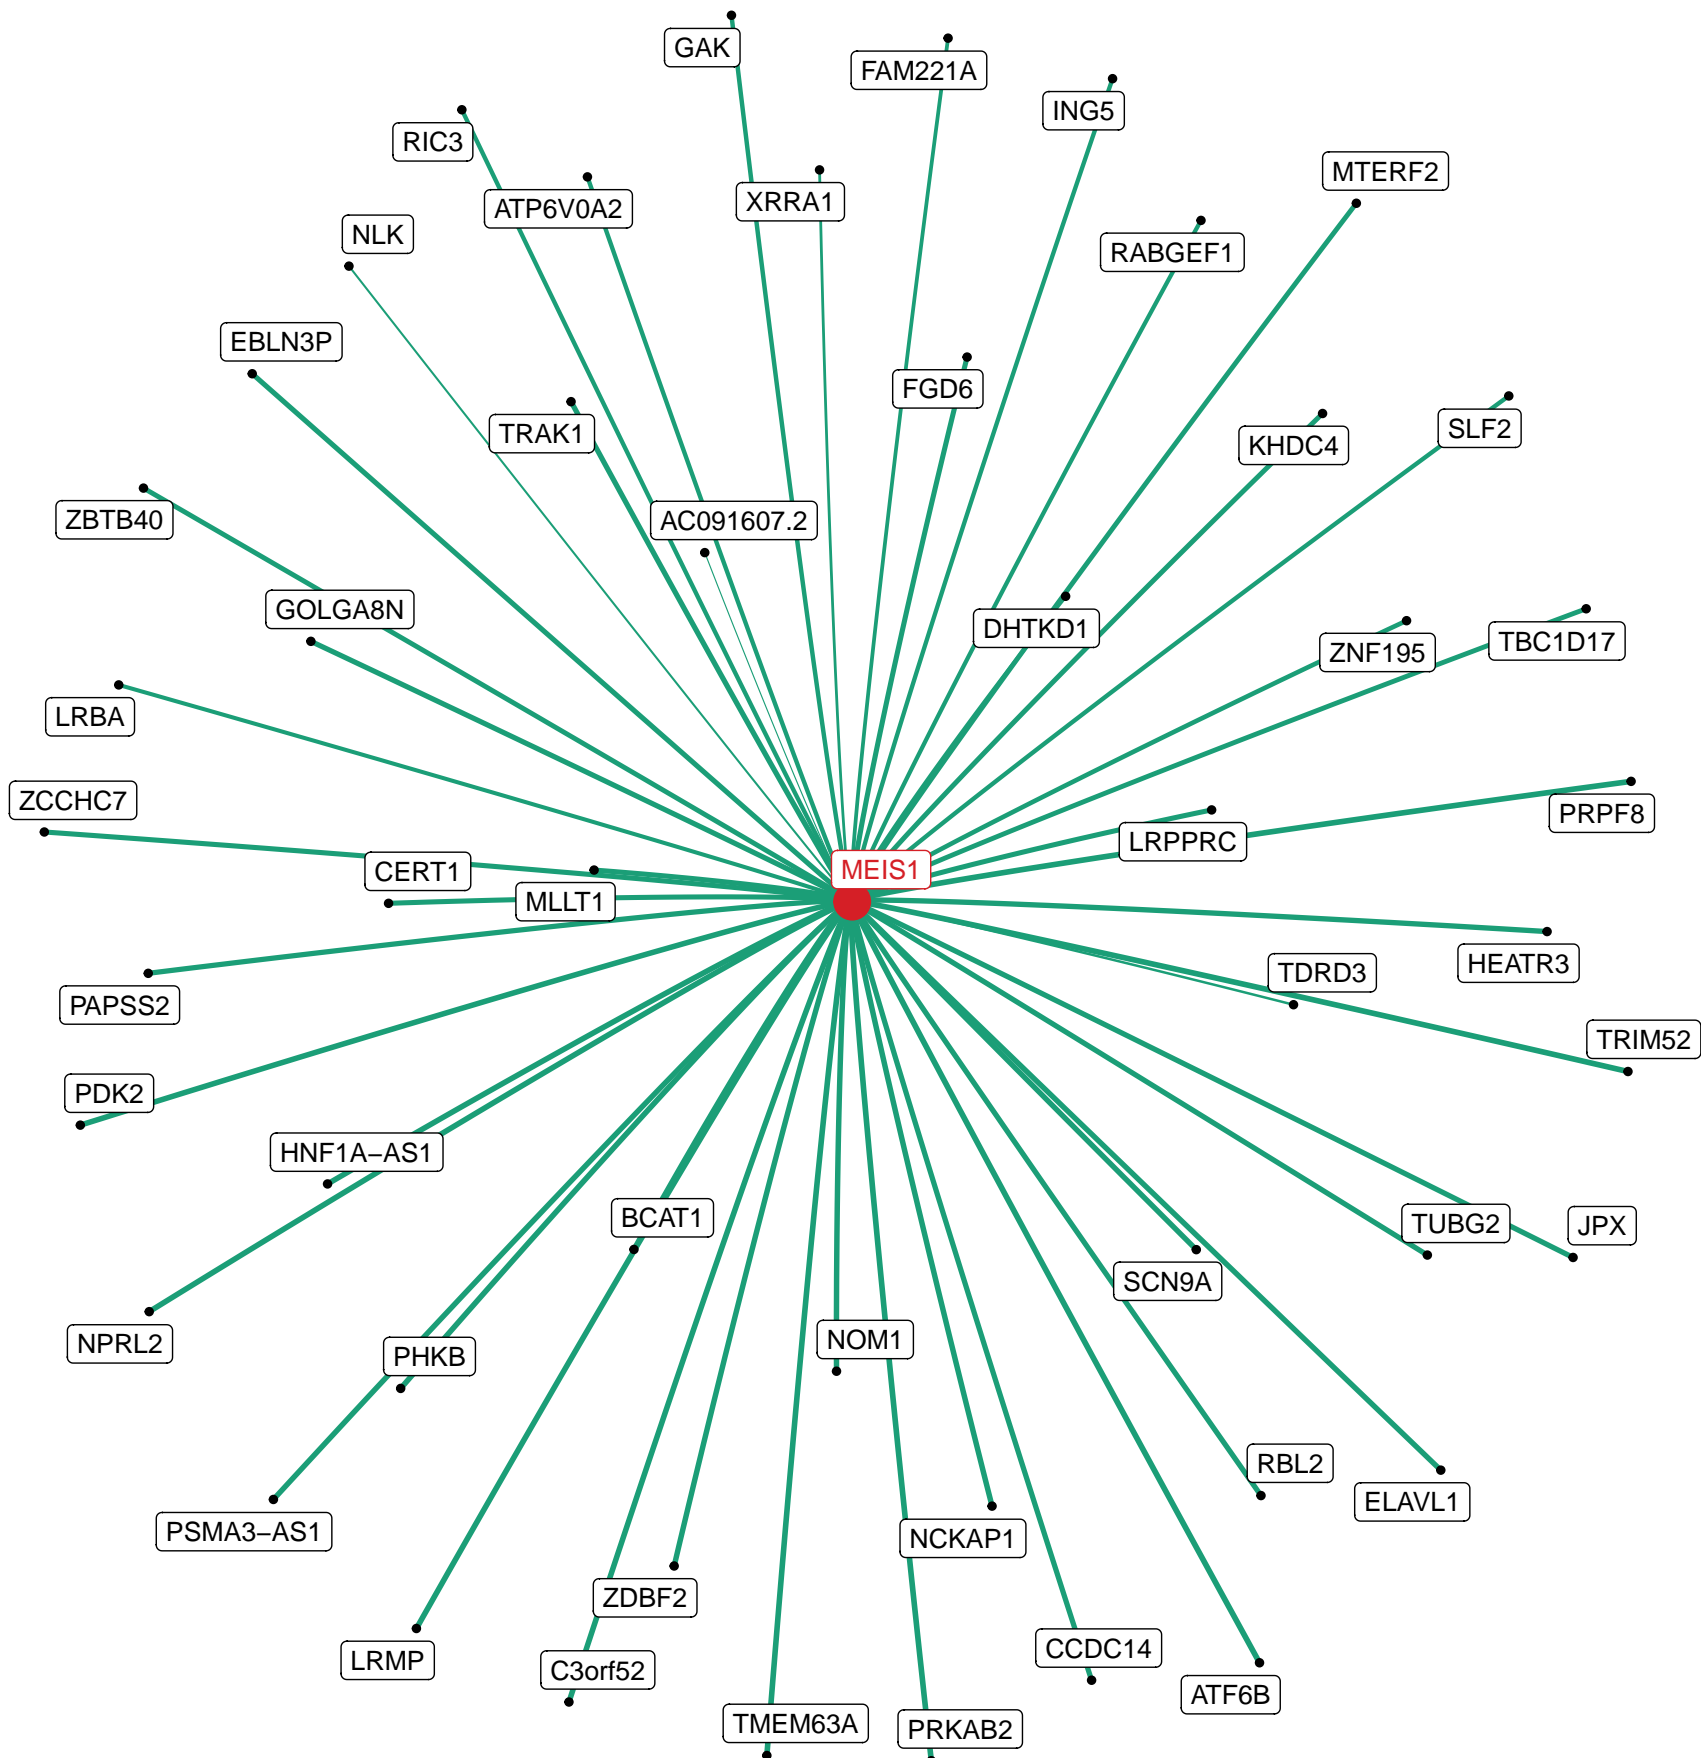 GAK
FAM221A
ING5
RIC3
MTERF2
XRRA1
ATP6V0A2
NLK
RABGEF1
EBLN3P
FGD6
SLF2
TRAK1
KHDC4
ZBTB40
AC091607.2
GOLGA8N
DHTKD1
TBC1D17
ZNF195
LRBA
ZCCHC7
PRPF8
LRPPRC
MEIS1
CERT1
MLLT1
HEATR3
TDRD3
PAPSS2
TRIM52
PDK2
HNF1A−AS1
BCAT1
TUBG2
JPX
SCN9A
NOM1
NPRL2
PHKB
RBL2
ELAVL1
PSMA3−AS1
NCKAP1
ZDBF2
CCDC14
LRMP
C3orf52
ATF6B
TMEM63A
PRKAB2